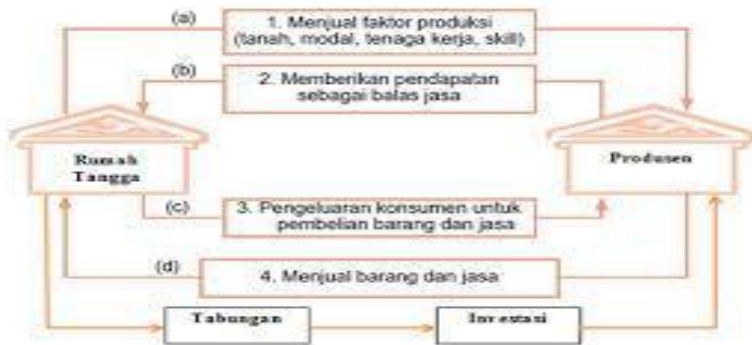 (a)
1. Menjual faktor produksi
(tanah, modal, tenaga kerja, skill)
(b)
2. Memberikan pendapatan
sebagai balas jasa
Rumah
Tangga
Produsen
(c)
3. Pengeluaran konsumen untuk
pembelian barang dan jasa
(d)
4. Menjual barang dan jasa
Tabungan
Investasi